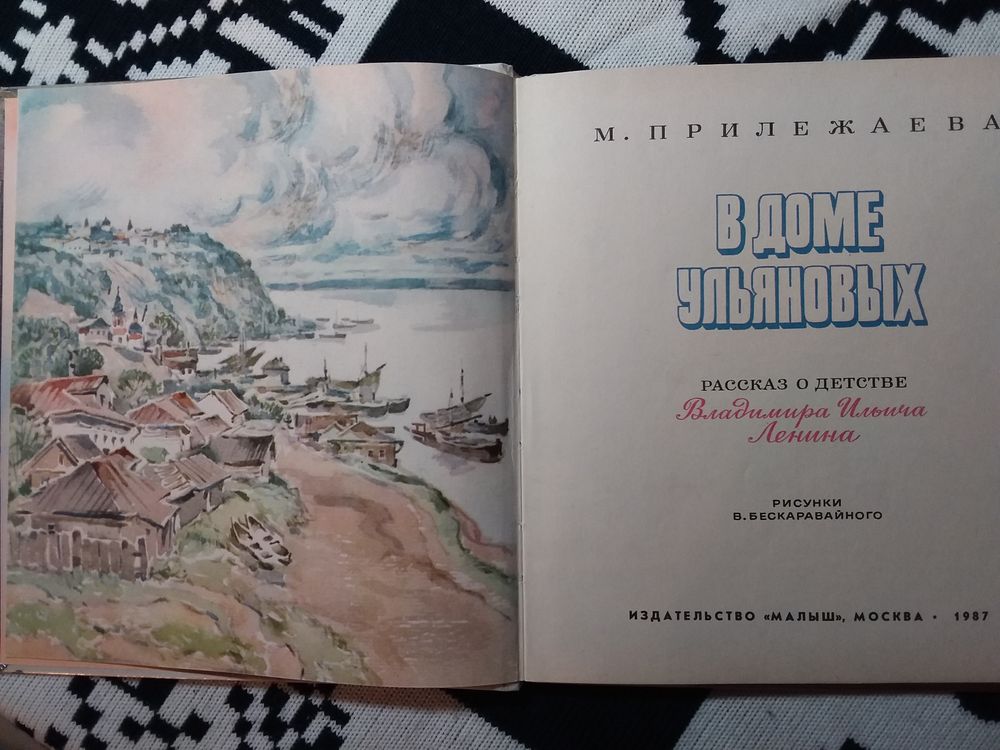 М. ПРИЛЕЖАЕВА
В ДОМЕ
УЛЬЯНОВЫХ
РАССКАЗ О ДЕТСТВЕ
Владимира Ильича
Ленина
РИСУНКИ
В. БЕСКАРАВАЙНОГО
ИЗДАТЕЛЬСТВО «МАЛЫШ», МОСКВА · 1987